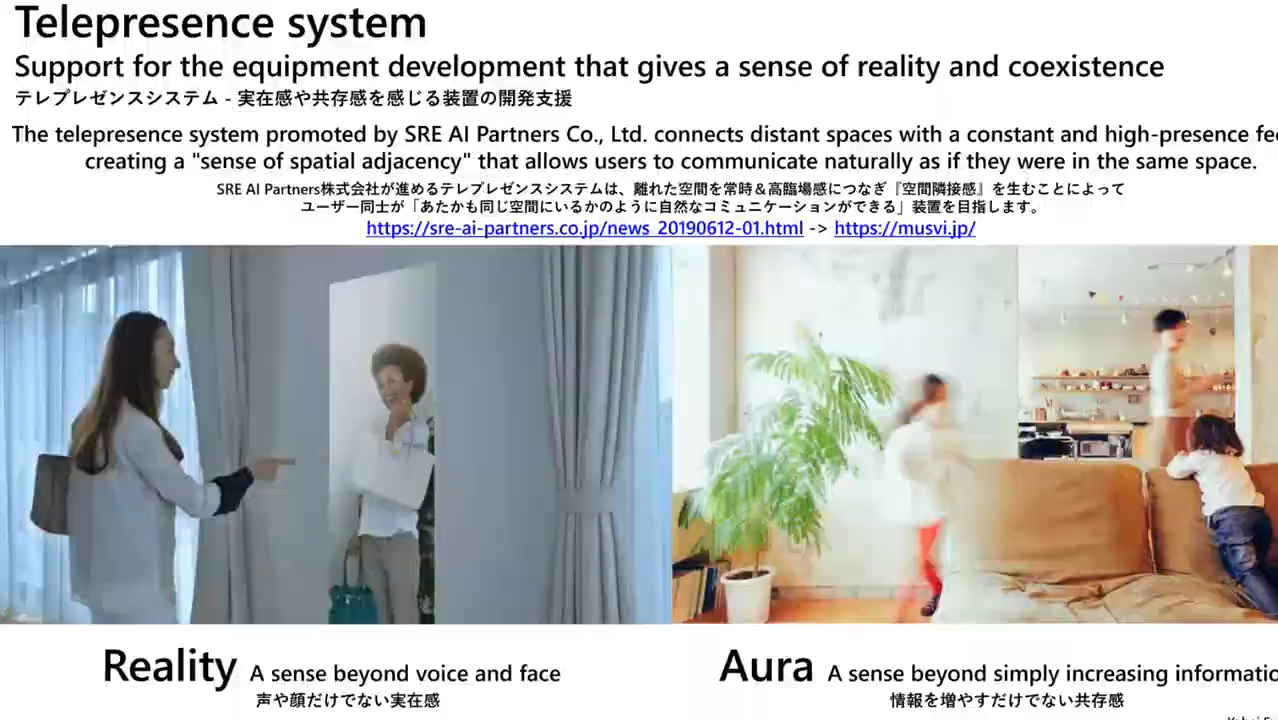 Telepresence system
Support for the equipment development that gives a sense of reality and coexistence
テレプレゼンスシステム - 実在感や共存感を感じる装置の開発支援
The telepresence system promoted by SRE AI Partners Co., Ltd. connects distant spaces with a constant and high-presence
creating a "sense of spatial adjacency" that allows users to communicate naturally as if they were in the same space.
SRE AI Partners株式会社が進めるテレプレゼンスシステムは、離れた空間を常時＆高臨場感につなぎ『空間隣接感』を生むことによって
ユーザー同士が「あたかも同じ空間にいるかのように自然なコミュニケーションができる」装置を目指します。
https://sre-ai-partners.co.jp/news_20190612-01.html -> https://musvi.jp/
Reality A sense beyond voice and face
声や顔だけでない実在感
Aura A sense beyond simply increasing
情報を増やすだけでない共存感